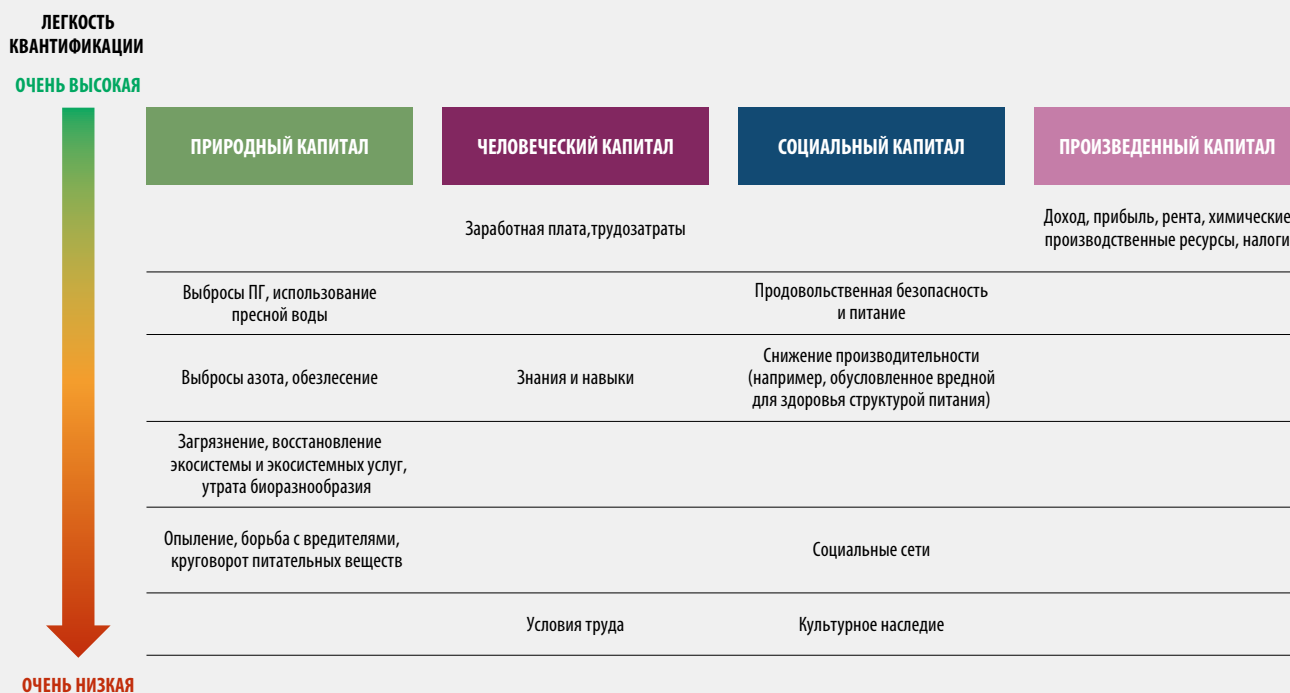 ЛЕГКОСТЬ
КВАНТИФИКАЦИИ
ОЧЕНЬ ВЫСОКАЯ
ПРИРОДНЫЙ КАПИТАЛ
ЧЕЛОВЕЧЕСКИЙ КАПИТАЛ
СОЦИАЛЬНЫЙ КАПИТАЛ
ПРОИЗВЕДЕННЫЙ КАПИТАЛ
Заработная плата,трудозатраты
Доход, прибыль, рента, химические
производственные ресурсы, налоги
Выбросы ПГ, использование
пресной воды
Продовольственная безопасность
и питание
Выбросы азота, обезлесение
Знания и навыки
Снижение производительности
(например, обусловленное вредной
для здоровья структурой питания)
Загрязнение, восстановление
экосистемы и экосистемных услуг,
утрата биоразнообразия
Опыление, борьба с вредителями,
круговорот питательных веществ
Социальные сети
Условия труда
Культурное наследие
ОЧЕНЬ НИЗКАЯ